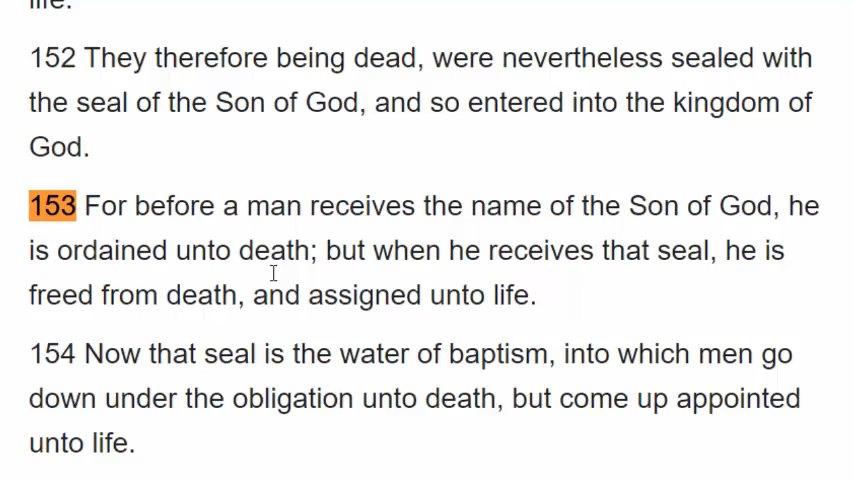 life.
152 They therefore being dead, were nevertheless sealed with
the seal of the Son of God, and so entered into the kingdom of
God.
153 For before a man receives the name of the Son of God, he
is ordained unto death; but when he receives that seal, he is
freed from death, and assigned unto life.
154 Now that seal is the water of baptism, into which men go
down under the obligation unto death, but come up appointed
unto life.